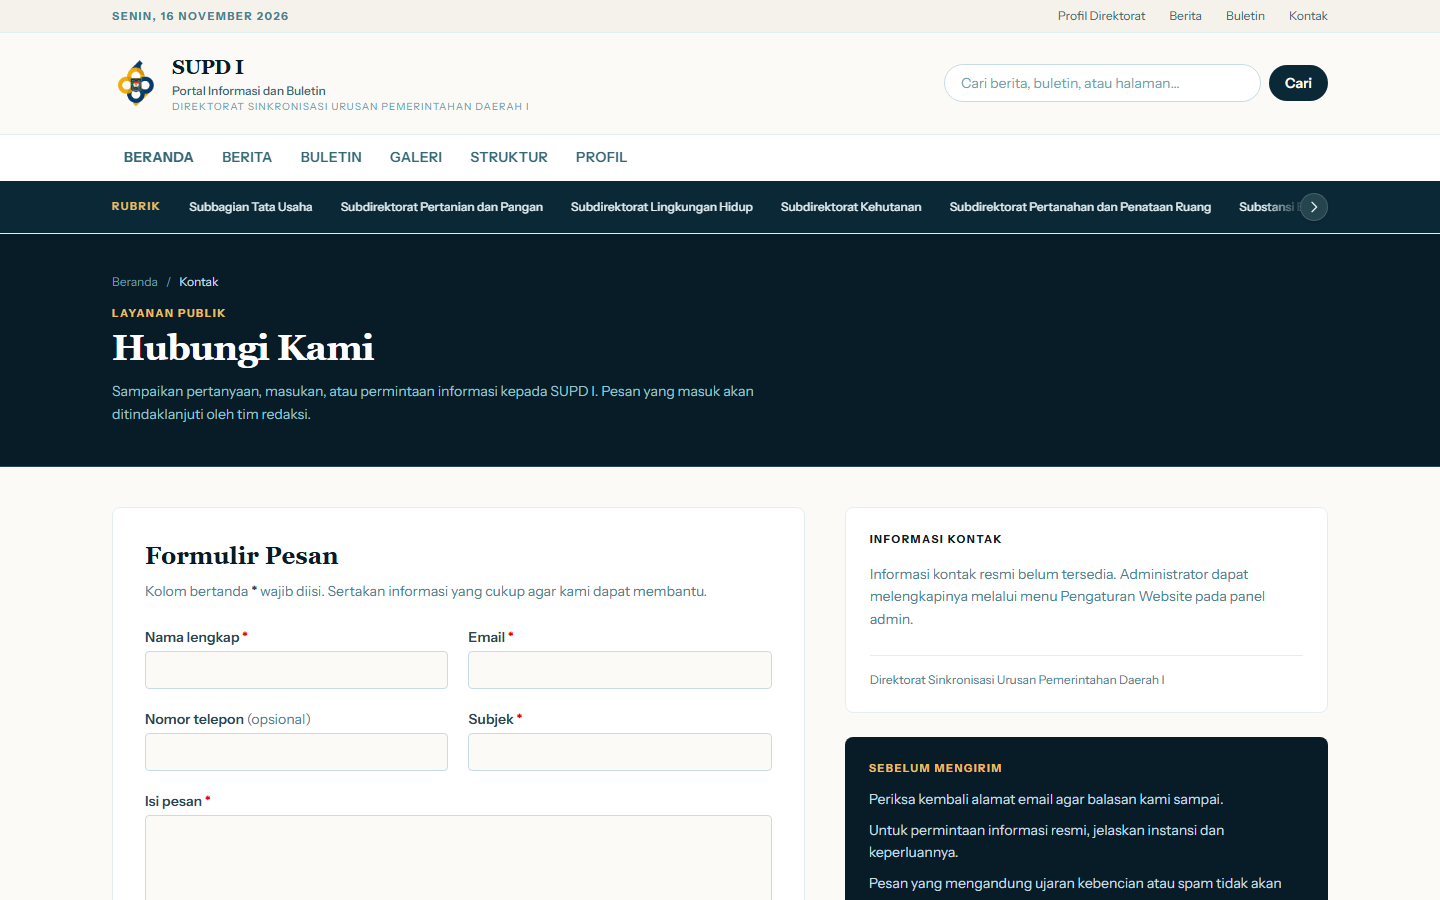 SENIN, 16 NOVEMBER 2026
Profil Direktorat Berita Buletin Kontak
SUPD I
Portal Informasi dan Buletin
DIREKTORAT SINKRONISASI URUSAN PEMERINTAHAN DAERAH I
Cari berita, buletin, atau halaman...
Cari
BERANDA BERITA BULETIN GALERI STRUKTUR PROFIL
RUBRIK Subbagian Tata Usaha Subdirektorat Pertanian dan Pangan Subdirektorat Lingkungan Hidup Subdirektorat Kehutanan Subdirektorat Pertanahan dan Penataan Ruang Substansi
Beranda / Kontak
LAYANAN PUBLIK
Hubungi Kami
Sampaikan pertanyaan, masukan, atau permintaan informasi kepada SUPD I. Pesan yang masuk akan
ditindaklanjuti oleh tim redaksi.
Formulir Pesan
Kolom bertanda * wajib diisi. Sertakan informasi yang cukup agar kami dapat membantu.
Nama lengkap *
Email *
Nomor telepon (opsional)
Subjek *
Isi pesan *
INFORMASI KONTAK
Informasi kontak resmi belum tersedia. Administrator dapat
melengkapinya melalui menu Pengaturan Website pada panel
admin.
Direktorat Sinkronisasi Urusan Pemerintahan Daerah I
SEBELUM MENGIRIM
Periksa kembali alamat email agar balasan kami sampai.
Untuk permintaan informasi resmi, jelaskan instansi dan
keperluannya.
Pesan yang mengandung ujaran kebencian atau spam tidak akan